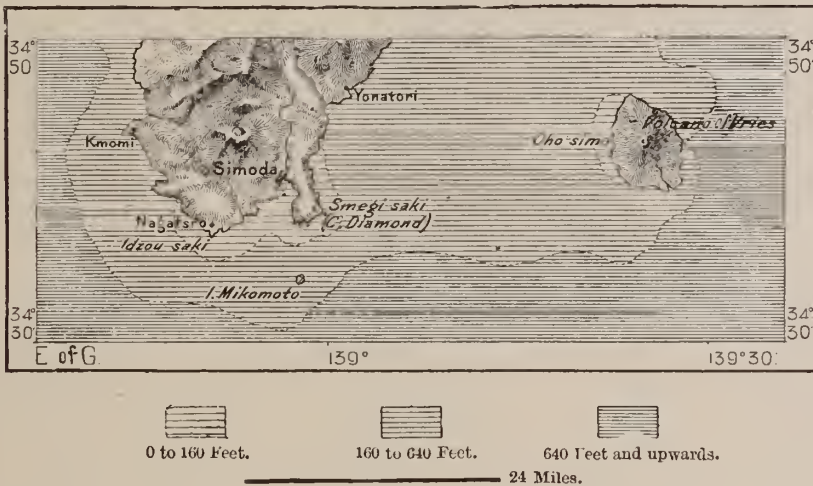 34° 34°
50' 50'
Yonatori
Volcano of Vries
Kmomi Oho sima
Simoda
Smegi saki
Nagatsro (C. Diamond)
Idzou saki
I. Mikomoto
34° 34°
30' 30'
E of G. 139° 139°30'
0 to 160 Feet. 160 to 640 Feet. 640 Feet and upwards.
24 Miles.